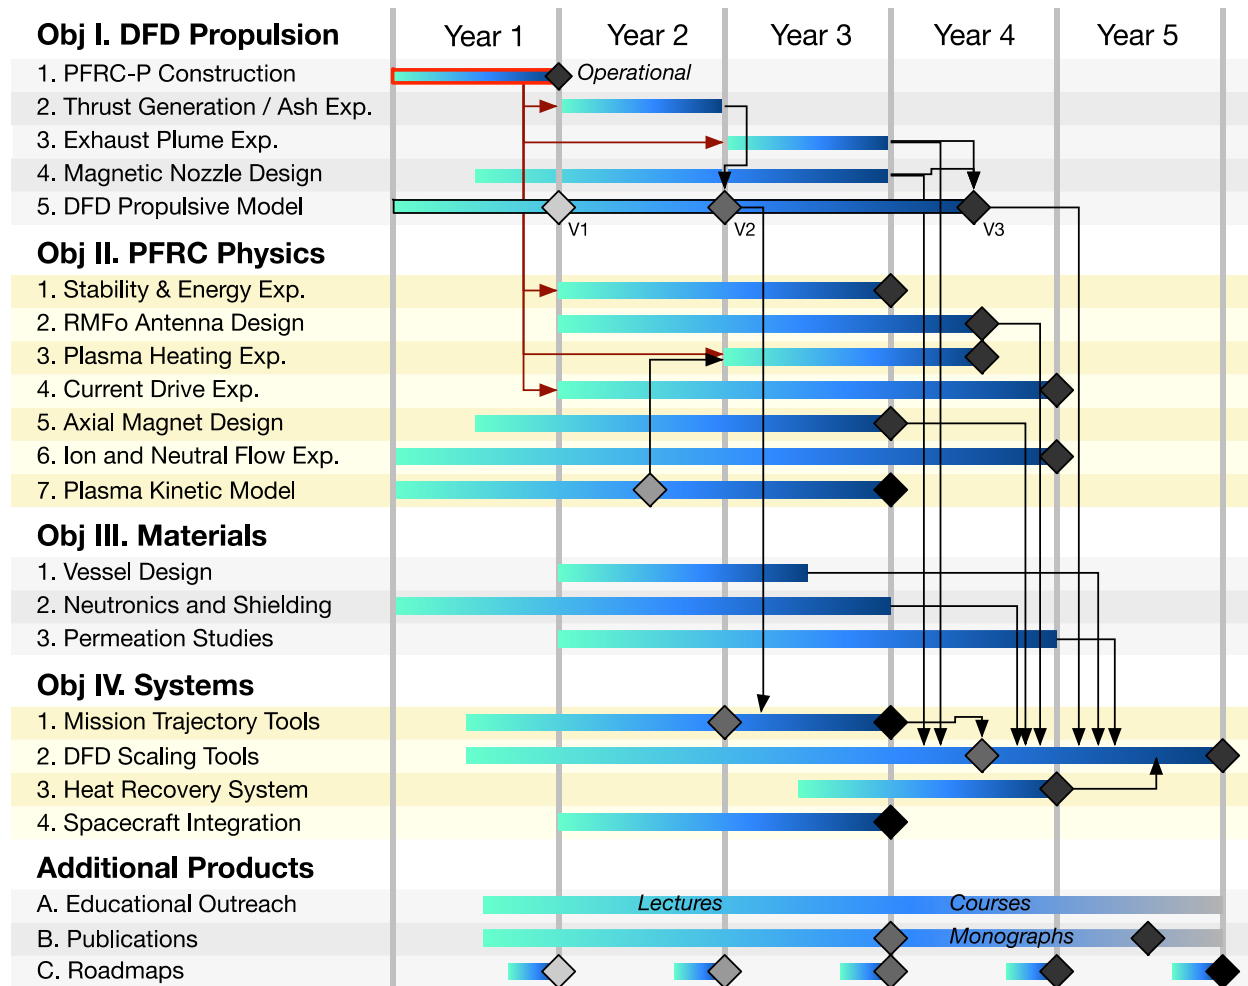 Obj I. DFD Propulsion
Year 1
Year 2
Year 3
Year 4
Year 5
1. PFRC-P Construction
Operational
2. Thrust Generation / Ash Exp.
3. Exhaust Plume Exp.
4. Magnetic Nozzle Design
5. DFD Propulsive Model
V1
V2
V3
Obj II. PFRC Physics
1. Stability & Energy Exp.
2. RMFo Antenna Design
3. Plasma Heating Exp.
4. Current Drive Exp.
5. Axial Magnet Design
6. Ion and Neutral Flow Exp.
7. Plasma Kinetic Model
Obj III. Materials
1. Vessel Design
2. Neutronics and Shielding
3. Permeation Studies
Obj IV. Systems
1. Mission Trajectory Tools
2. DFD Scaling Tools
3. Heat Recovery System
4. Spacecraft Integration
Additional Products
A. Educational Outreach
Lectures
Courses
B. Publications
Monographs
C. Roadmaps